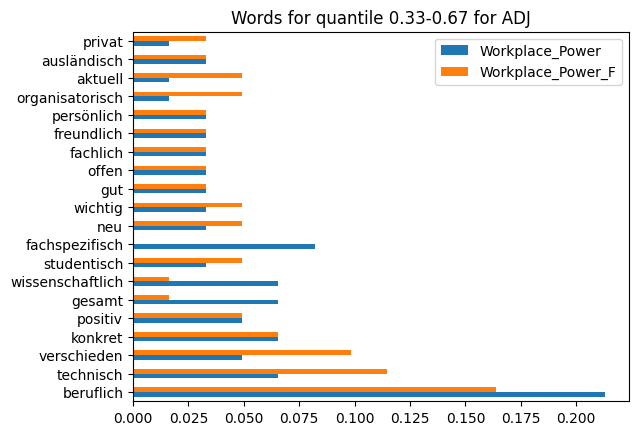 Words for quantile 0.33-0.67 for ADJ
Workplace_Power
Workplace_Power_F
privat
ausländisch
aktuell
organisatorisch
persönlich
freundlich
fachlich
offen
gut
wichtig
neu
fachspezifisch
studentisch
wissenschaftlich
gesamt
positiv
konkret
verschieden
technisch
beruflich
0.000 0.025 0.050 0.075 0.100 0.125 0.150 0.175 0.200